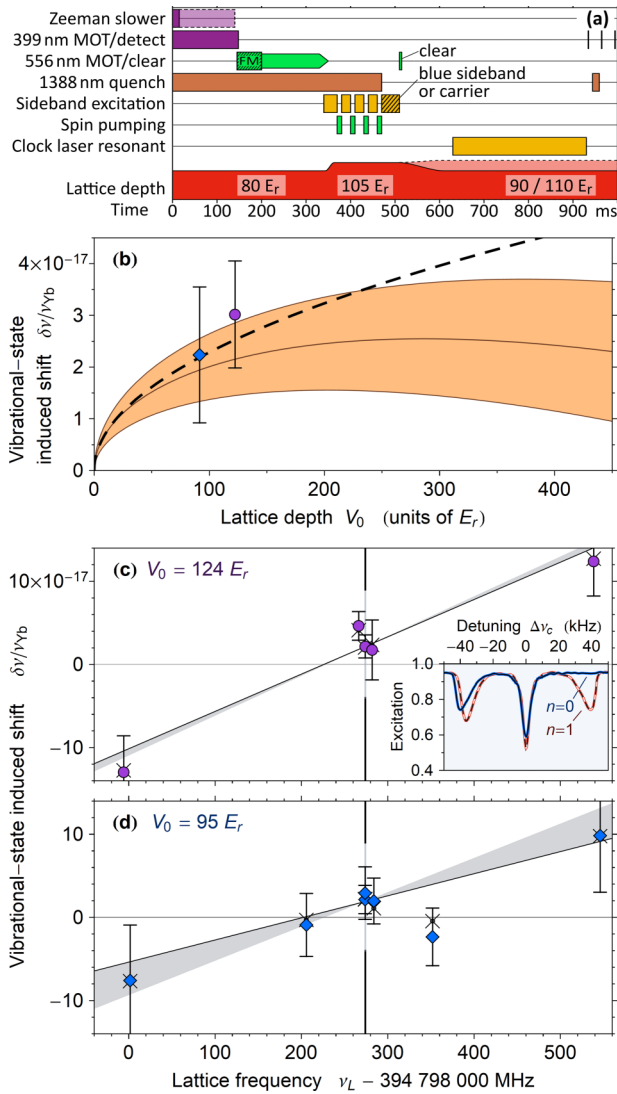 (a)
Zeeman slower
399 nm MOT/detect
556 nm MOT/clear
FM
clear
1388 nm quench
blue sideband
or carrier
Sideband excitation
Spin pumping
Clock laser resonant
Lattice depth
80 Er
105 Er
90 / 110 Er
Time
0 100 200 300 400 500 600 700 800 900 ms
(b)
Vibrational−state
induced shift δν/νYb
4×10−17
3
2
1
0
0 100 200 300 400
Lattice depth V0 (units of Er)
Vibrational−state induced shift δν/νYb
(c) V0 = 124 Er
10×10−17
0
−10
Detuning Δνc (kHz)
−40 −20 0 20 40
Excitation
1.0
0.8
0.6
0.4
n=0
n=1
(d) V0 = 95 Er
10
0
−10
0 100 200 300 400 500
Lattice frequency νL − 394 798 000 MHz